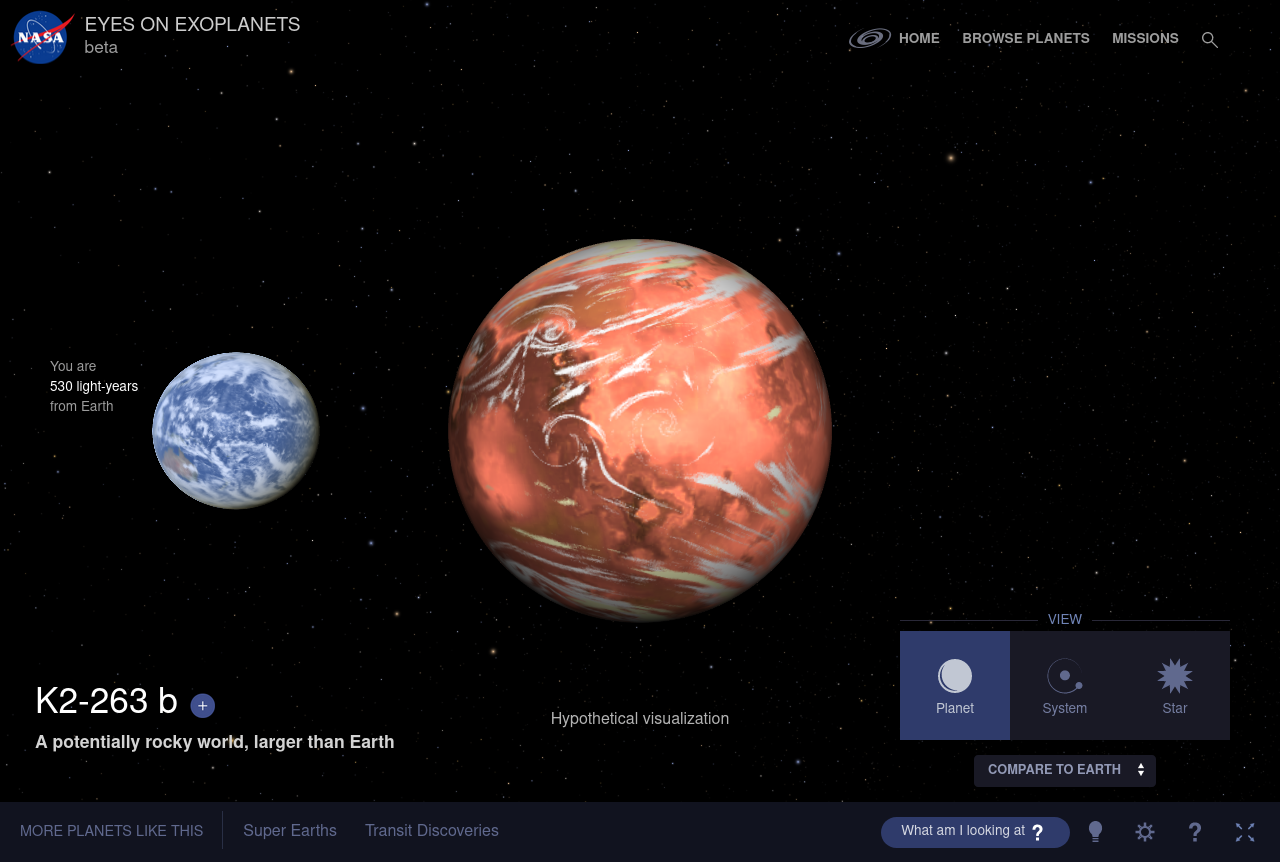 NASA
EYES ON EXOPLANETS
beta
HOME
BROWSE PLANETS
MISSIONS
You are
530 light-years
from Earth
VIEW
Planet
System
Star
K2-263 b
+
A potentially rocky world, larger than Earth
Hypothetical visualization
COMPARE TO EARTH
MORE PLANETS LIKE THIS
Super Earths
Transit Discoveries
What am I looking at ?
?